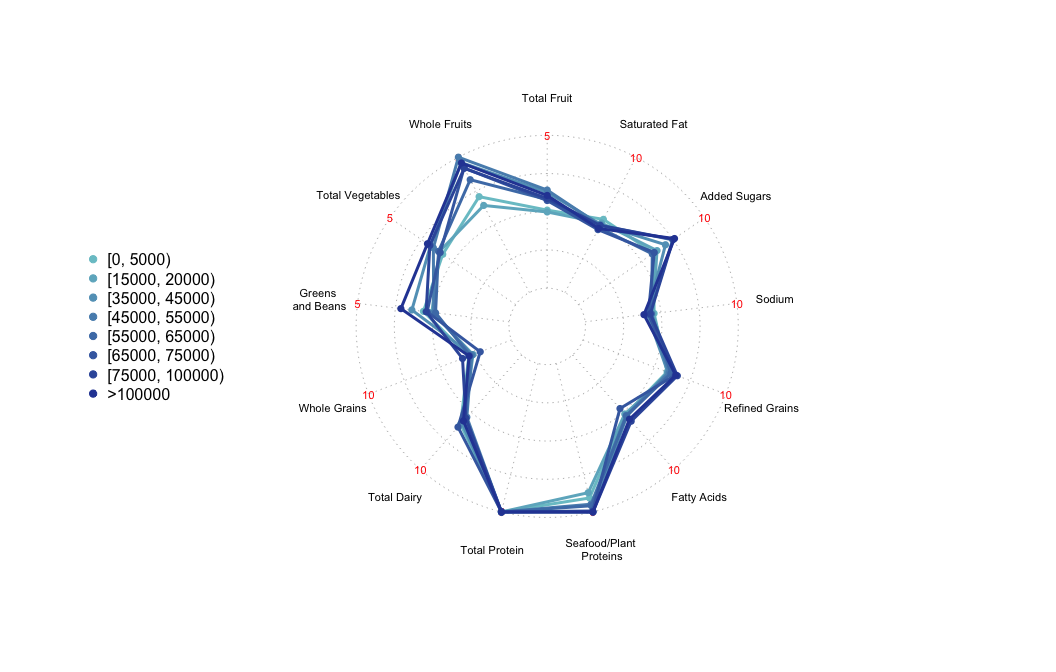 Total Fruit
Whole Fruits
Saturated Fat
5
10
Total Vegetables
Added Sugars
5
10
[0, 5000)
[15000, 20000)
[35000, 45000)
[45000, 55000)
[55000, 65000)
[65000, 75000)
[75000, 100000)
>100000
Greens
and Beans
5
10
Sodium
10
Whole Grains
10
Refined Grains
10
Total Dairy
10
Fatty Acids
Total Protein
Seafood/Plant
Proteins